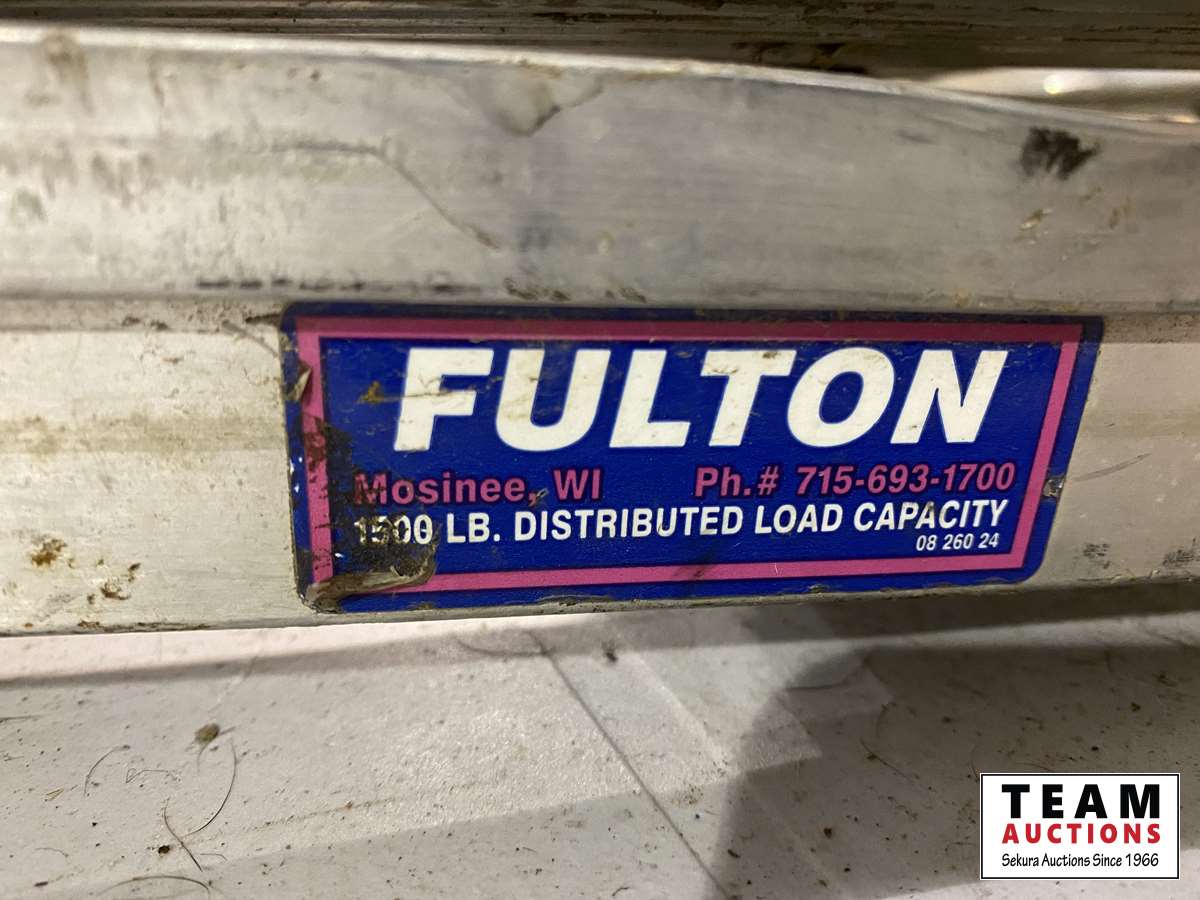 FULTON
Mosinee, WI Ph.# 715-693-1700
1500 LB. DISTRIBUTED LOAD CAPACITY
08 260 24
TEAM
AUCTIONS
Sekura Auctions Since 1966